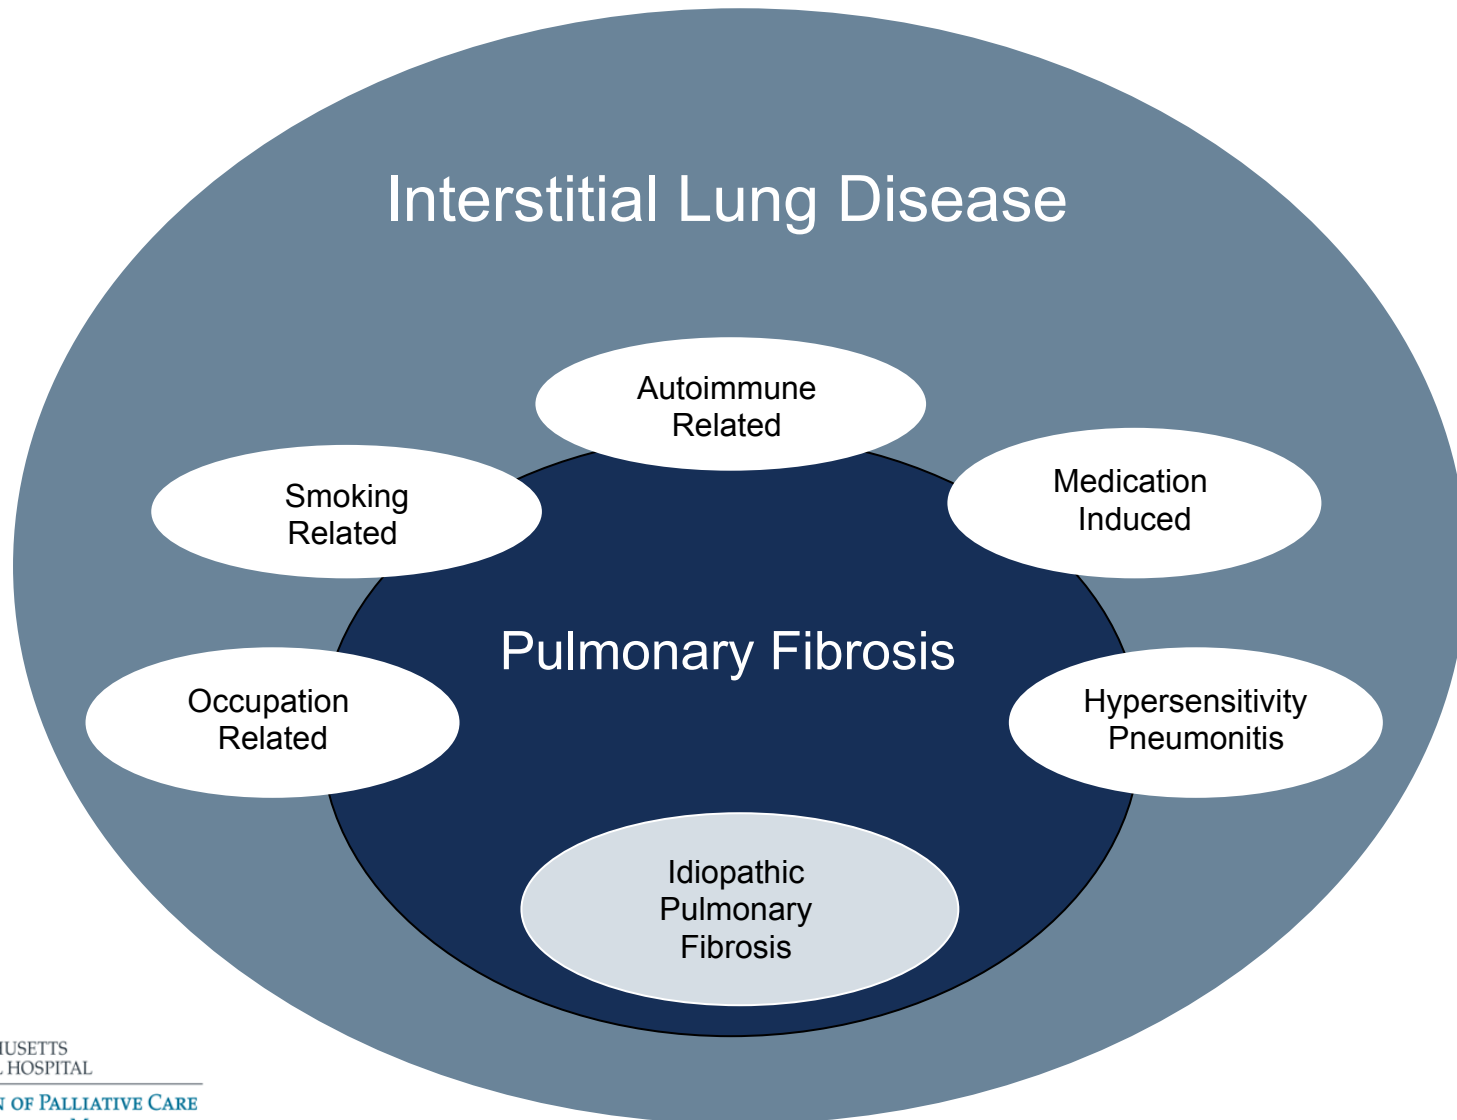 Interstitial Lung Disease
Autoimmune
Related
Smoking
Related
Medication
Induced
Pulmonary Fibrosis
Occupation
Related
Hypersensitivity
Pneumonitis
Idiopathic
Pulmonary
Fibrosis
HOSPITAL
OF PALLIATIVE CARE